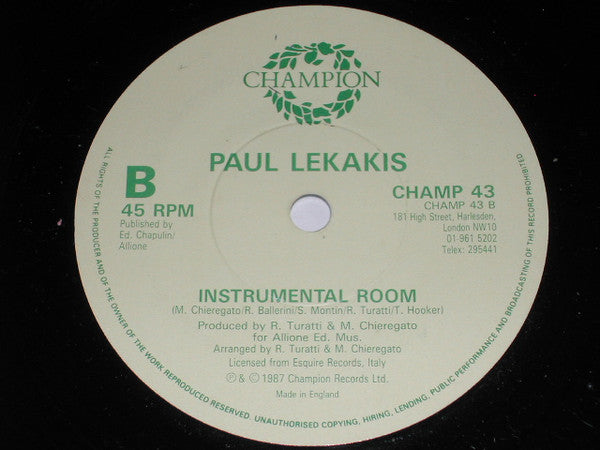 CHAMPION
PAUL LEKAKIS
B
45 RPM
Published by
Ed. Chapulin/
Allione
CHAMP 43
CHAMP 43 B
181 High Street, Harlesden,
London NW10
01 961 5202
Telex: 295441
INSTRUMENTAL ROOM
(M. Chieregato/R. Ballerini/S. Montin/R. Turatti/T. Hooker)
Produced by R. Turatti & M. Chieregato
for Allione Ed. Mus.
Arranged by R. Turatti & M. Chieregato
Licensed from Esquire Records, Italy
Ⓟ & © 1987 Champion Records Ltd.
Made in England
ALL RIGHTS OF THE PRODUCER AND OF THE OWNER OF THE WORK REPRODUCED RESERVED. UNAUTHORISED COPYING, HIRING, LENDING, PUBLIC PERFORMANCE AND BROADCASTING OF THIS RECORD PROHIBITED